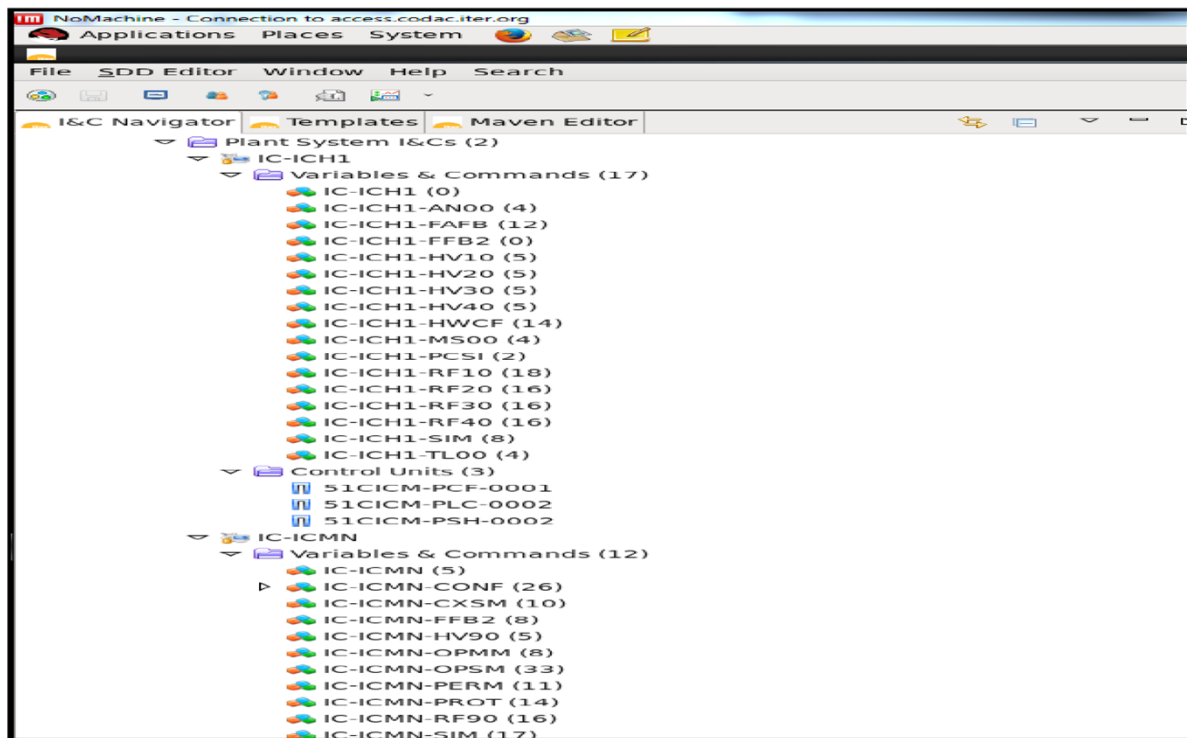 NoMachine - Connection to access.codac.iter.org
Applications Places System
File SDD Editor Window Help Search
I&C Navigator Templates Maven Editor
Plant System I&Cs (2)
IC-ICH1
Variables & Commands (17)
IC-ICH1 (0)
IC-ICH1-AN00 (4)
IC-ICH1-FAFB (12)
IC-ICH1-FFB2 (0)
IC-ICH1-HV10 (5)
IC-ICH1-HV20 (5)
IC-ICH1-HV30 (5)
IC-ICH1-HV40 (5)
IC-ICH1-HWCF (14)
IC-ICH1-MS00 (4)
IC-ICH1-PCSI (2)
IC-ICH1-RF10 (18)
IC-ICH1-RF20 (16)
IC-ICH1-RF30 (16)
IC-ICH1-RF40 (16)
IC-ICH1-SIM (8)
IC-ICH1-TL00 (4)
Control Units (3)
51CICM-PCF-0001
51CICM-PLC-0002
51CICM-PSH-0002
IC-ICMN
Variables & Commands (12)
IC-ICMN (5)
IC-ICMN-CONF (26)
IC-ICMN-CXSM (10)
IC-ICMN-FFB2 (8)
IC-ICMN-HV90 (5)
IC-ICMN-OPMM (8)
IC-ICMN-OPSM (33)
IC-ICMN-PERM (11)
IC-ICMN-PROT (14)
IC-ICMN-RF90 (16)
IC-ICMN-SIM (17)